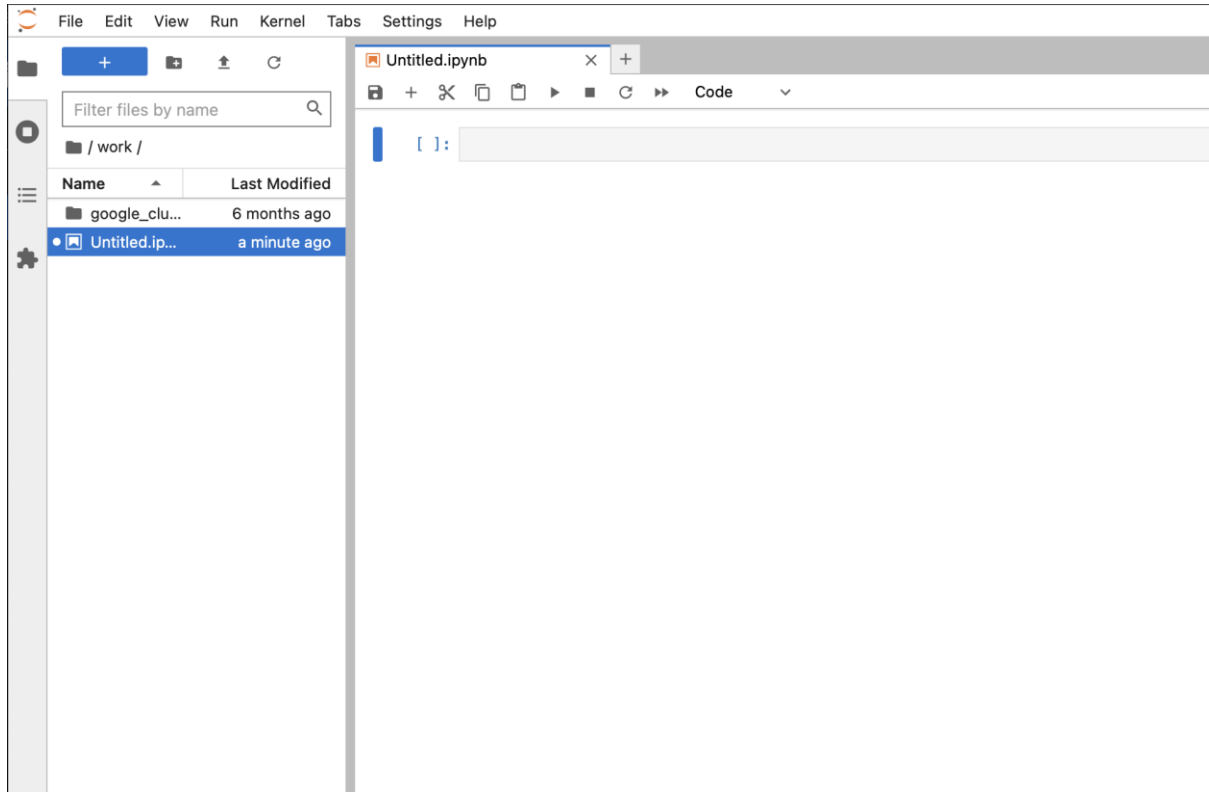 File Edit View Run Kernel Tabs Settings Help
+
Filter files by name
/ work /
Name Last Modified
google_clu... 6 months ago
Untitled.ip... a minute ago
Untitled.ipynb × +
+ Code
[ ]: